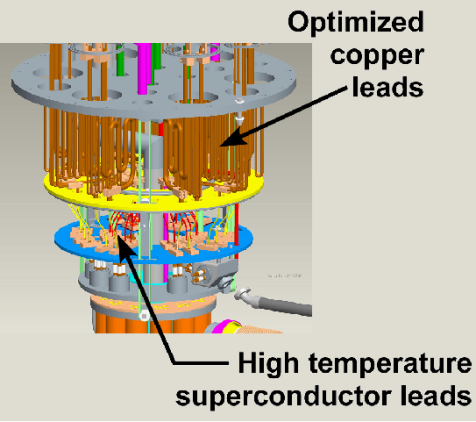 Optimized
copper
leads
High temperature
superconductor leads